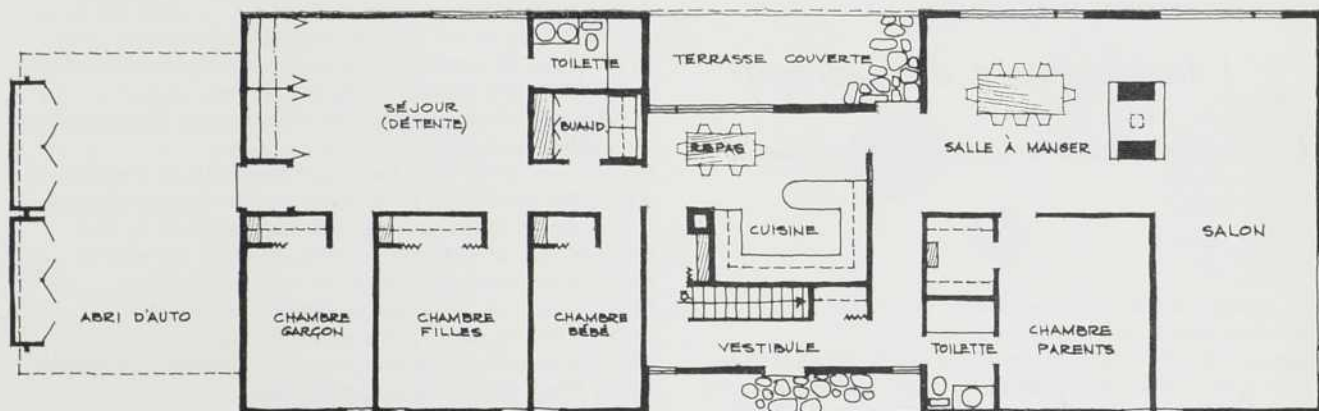 TOILETTE
TERRASSE COUVERTE
SÉJOUR
(DÉTENTE)
BUAND.
REPAS
SALLE À MANGER
CUISINE
SALON
ABRI D'AUTO
CHAMBRE
GARÇON
CHAMBRE
FILLES
CHAMBRE
BÉBÉ
VESTIBULE
TOILETTE
CHAMBRE
PARENTS